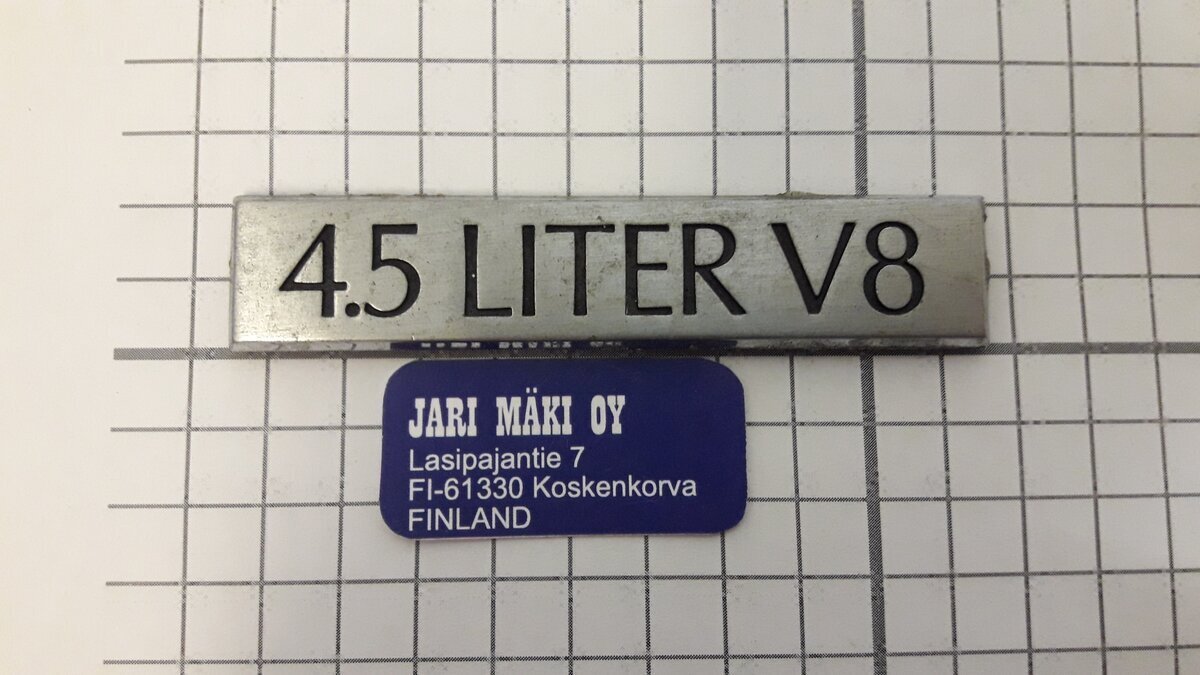 4.5 LITER V8
JARI MÄKI OY
Lasipajantie 7
FI-61330 Koskenkorva
FINLAND